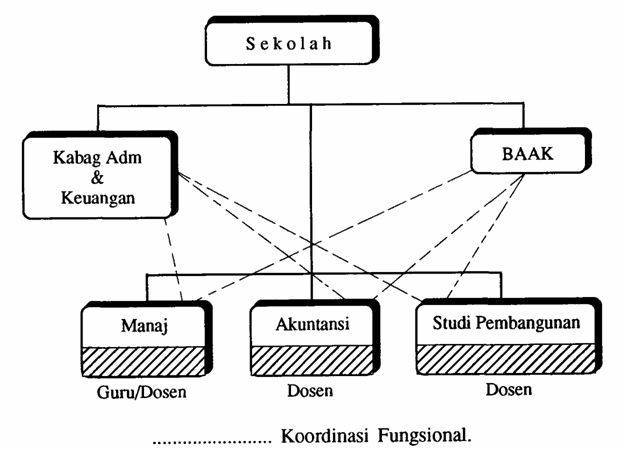 Sekolah
Kabag Adm
&
Keuangan
BAAK
Manaj
Akuntansi
Studi Pembangunan
Guru/Dosen
Dosen
Dosen
........................ Koordinasi Fungsional.